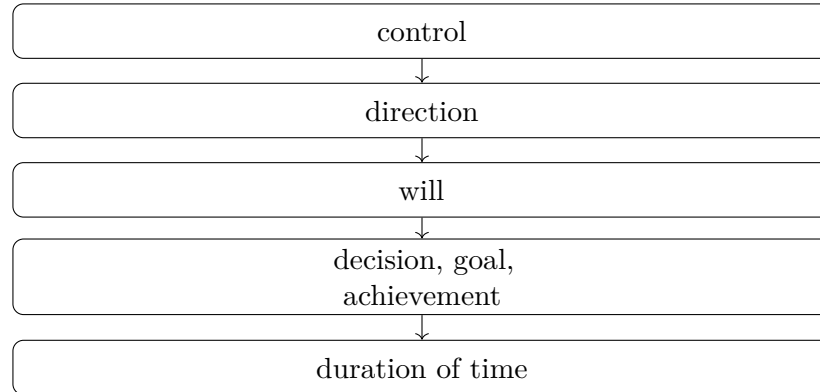 control
direction
will
decision, goal,
achievement
duration of time